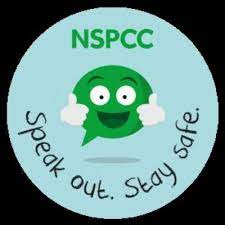 NSPCC
Speak out. Stay safe.